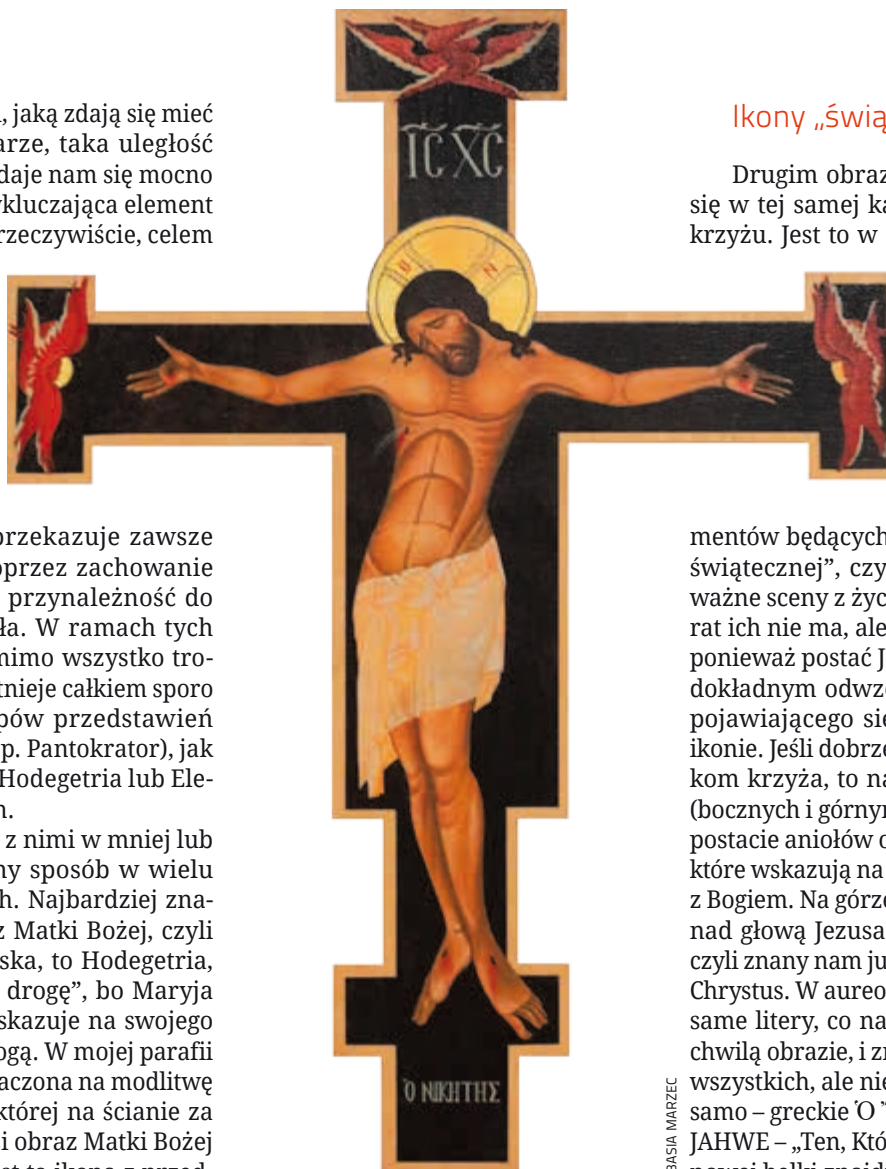 , jaką zdają się mieć
arze, taka uległość
daje nam się mocno
ykluczająca element
rzeczywiście, celem
przekazuje zawsze
oprzez zachowanie
przynależność do
ła. W ramach tych
mimo wszystko tro-
tnieje całkiem sporo
pów przedstawień
p. Pantokrator), jak
Hodegetria lub Ele-
z nimi w mniej lub
ny sposób w wielu
h. Najbardziej zna-
z Matki Bożej, czyli
ska, to Hodegetria,
drogę”, bo Maryja
skazuje na swojego
ogą. W mojej parafii
aczona na modlitwę
której na ścianie za
i obraz Matki Bożej
IC XC
Ὁ ΝΙΚΗΤΗΣ
BASIA MARZEC
Ikony „świą
Drugim obraz
się w tej samej ka
krzyżu. Jest to w
mentów będących
świątecznej”, czy
ważne sceny z życ
rat ich nie ma, ale
ponieważ postać J
dokładnym odwz
pojawiającego się
ikonie. Jeśli dobrze
kom krzyża, to na
(bocznych i górnym
postacie aniołów o
które wskazują na
z Bogiem. Na górze
nad głową Jezusa
czyli znany nam ju
Chrystus. W aureo
same litery, co na
chwilą obrazie, i zn
wszystkich, ale nie
samo – greckie Ὁ
JAHWE – „Ten, Któ